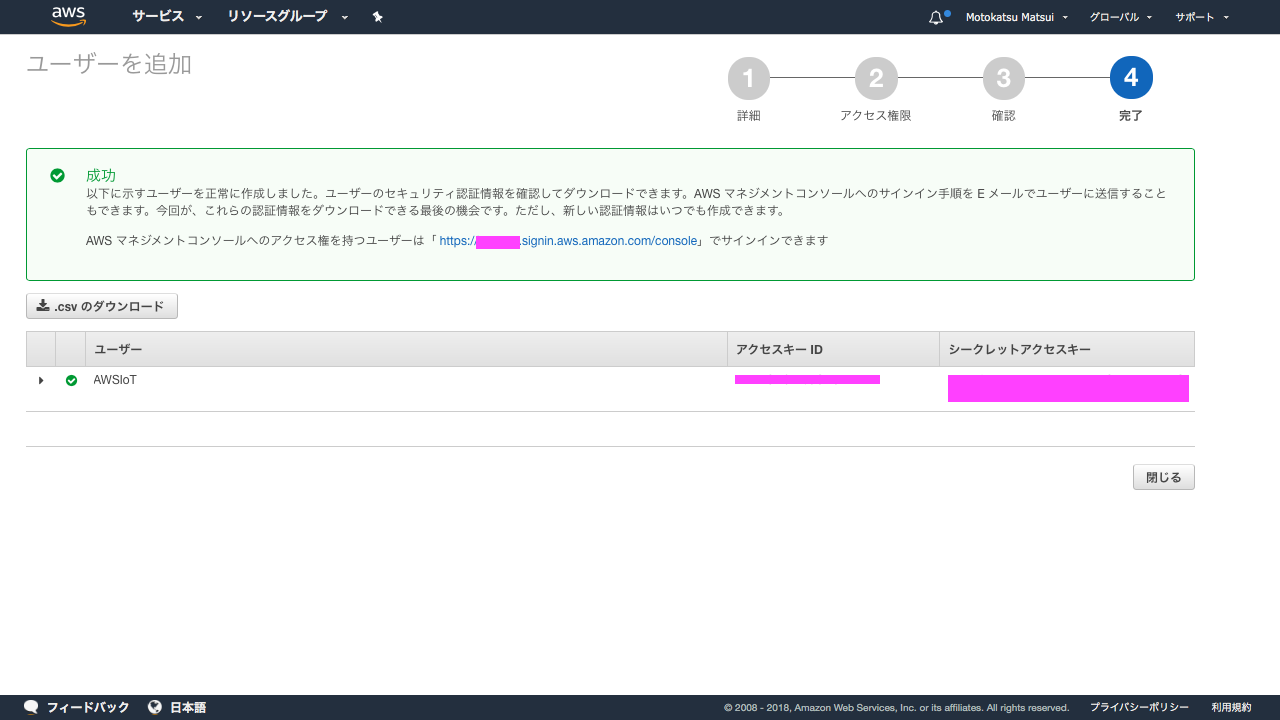 aws サービス リソースグループ Motokatsu Matsui グローバル サポート
ユーザーを追加
1 2 3 4
詳細 アクセス権限 確認 完了
成功
以下に示すユーザーを正常に作成しました。ユーザーのセキュリティ認証情報を確認してダウンロードできます。AWS マネジメントコンソールへのサインイン手順を E メールでユーザーに送信すること
もできます。今回が、これらの認証情報をダウンロードできる最後の機会です。ただし、新しい認証情報はいつでも作成できます。
AWS マネジメントコンソールへのアクセス権を持つユーザーは「 https:/ .signin.aws.amazon.com/console」でサインインできます
.csv のダウンロード
ユーザー アクセスキー ID シークレットアクセスキー
AWSIoT
閉じる
フィードバック 日本語 © 2008 - 2018, Amazon Web Services, Inc. or its affiliates. All rights reserved. プライバシーポリシー 利用規約